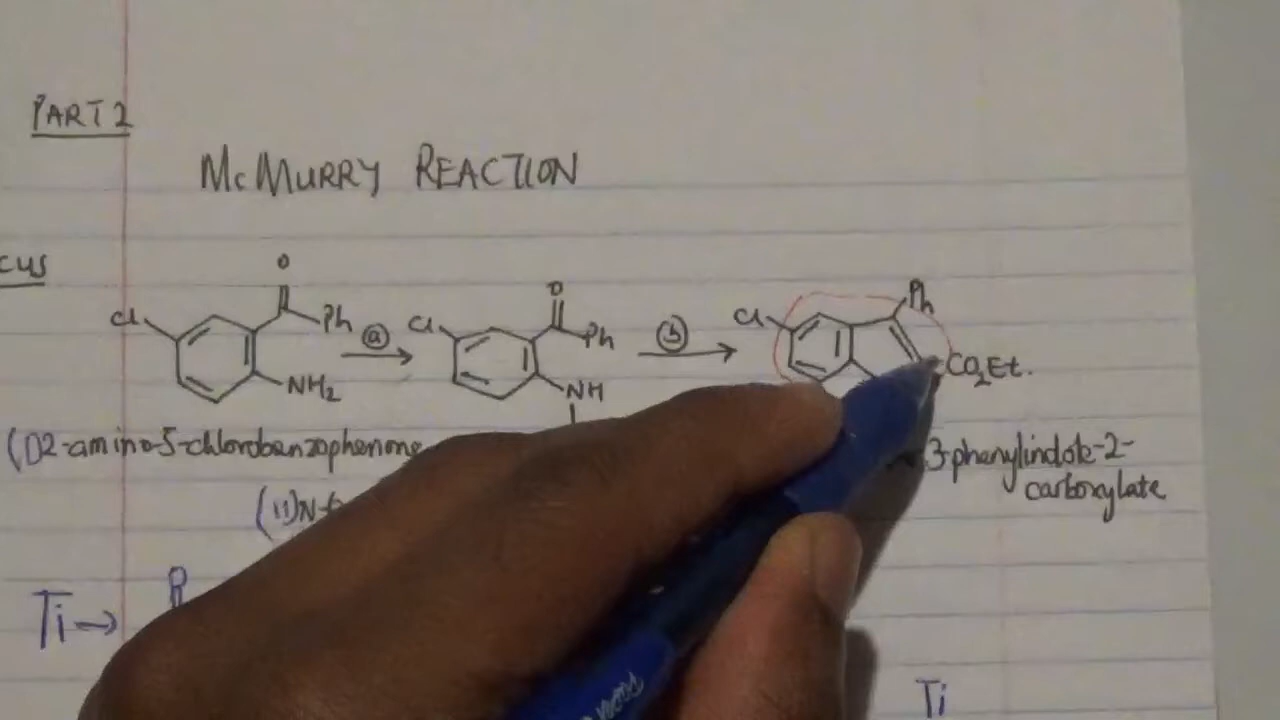 PART 2
McMURRY REACTION
cus
O
Cl
Ph
NH2
a
O
Cl
Ph
NH
b
Cl
Ph
CO2Et.
(I)2-amino-5-chlorobenzophenone
3-phenylindole-2-
carboxylate
(II)N-
Ti→
R
Ti